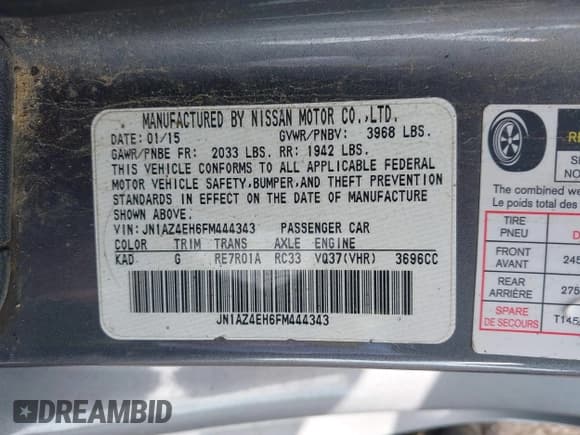 MANUFACTURED BY NISSAN MOTOR CO.,LTD.
DATE: 01/15 GVWR/PNBV: 3968 LBS.
GAWR/PNBE FR: 2033 LBS. RR: 1942 LBS.
THIS VEHICLE CONFORMS TO ALL APPLICABLE FEDERAL
MOTOR VEHICLE SAFETY,BUMPER,AND THEFT PREVENTION
STANDARDS IN EFFECT ON THE DATE OF MANUFACTURE
SHOWN ABOVE.
VIN: JN1AZ4EH6FM444343 PASSENGER CAR
COLOR TRIM TRANS AXLE ENGINE
KAD G RE7R01A RC33 VQ37(VHR) 3696CC
JN1AZ4EH6FM444343
The combined we
Le poids total des
TIRE
PNEU
FRONT
AVANT
245
REAR
ARRIÈRE
275
SPARE
DE SECOURS
T145
DREAMBID